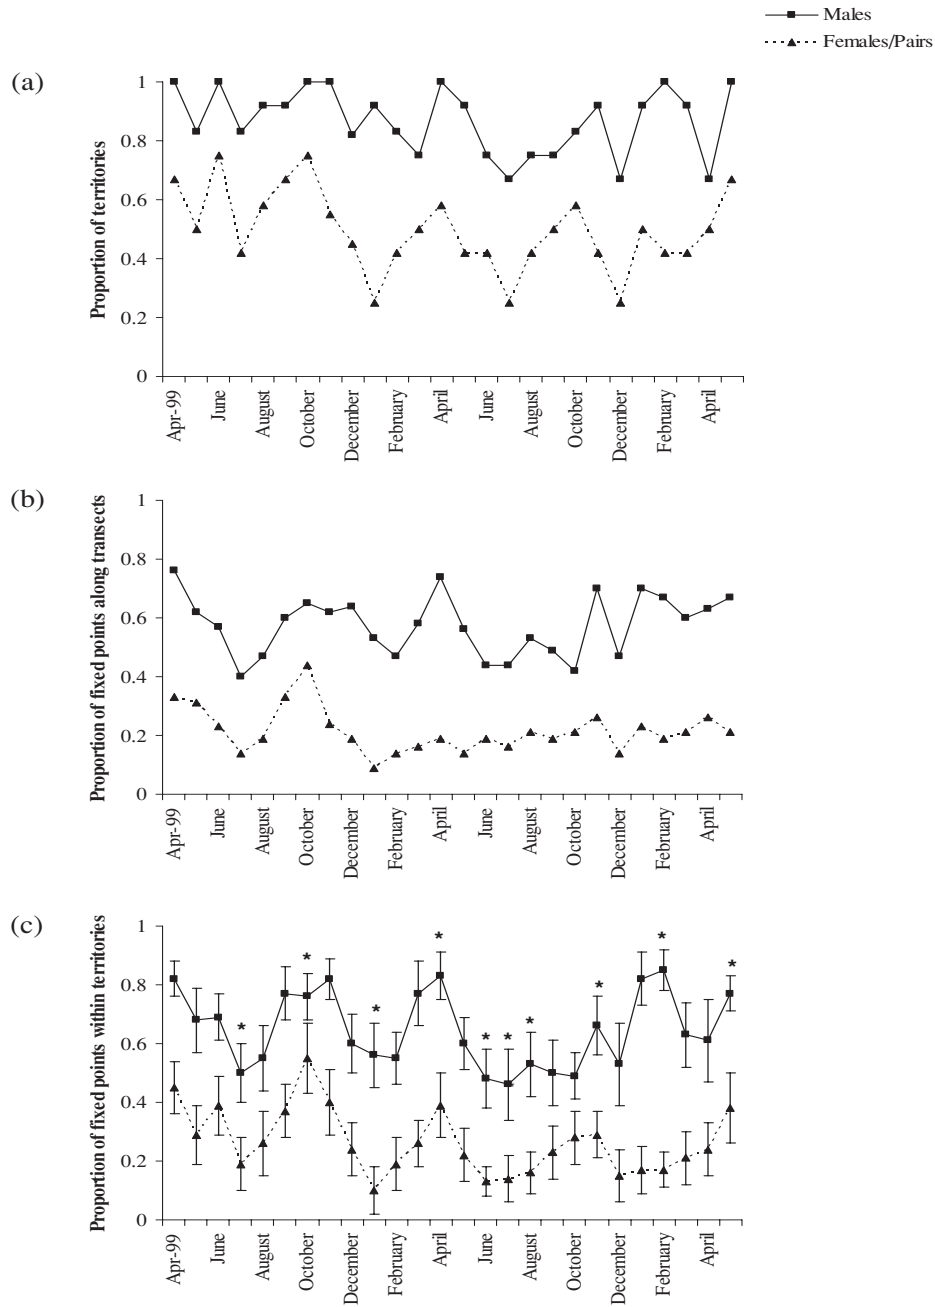 Males
Females/Pairs
(a)
Proportion of territories
1
0.8
0.6
0.4
0.2
0
Apr-99
June
August
October
December
February
April
June
August
October
December
February
April
(b)
Proportion of fixed points along transects
1
0.8
0.6
0.4
0.2
0
Apr-99
June
August
October
December
February
April
June
August
October
December
February
April
(c)
Proportion of fixed points within territories
1
0.8
0.6
0.4
0.2
0
* * * * * * * * * *
Apr-99
June
August
October
December
February
April
June
August
October
December
February
April